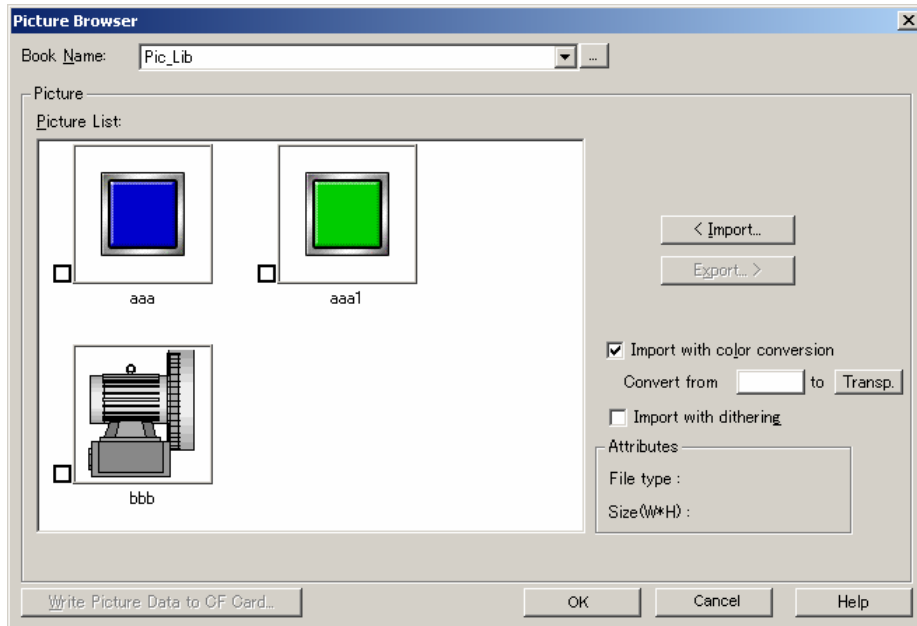 Picture Browser
Book Name: Pic_Lib ...
Picture
Picture List:
< Import...
Export... >
aaa aaa1
Import with color conversion
Convert from to Transp.
Import with dithering
Attributes
File type :
Size(W*H) :
bbb
Write Picture Data to CF Card... OK Cancel Help